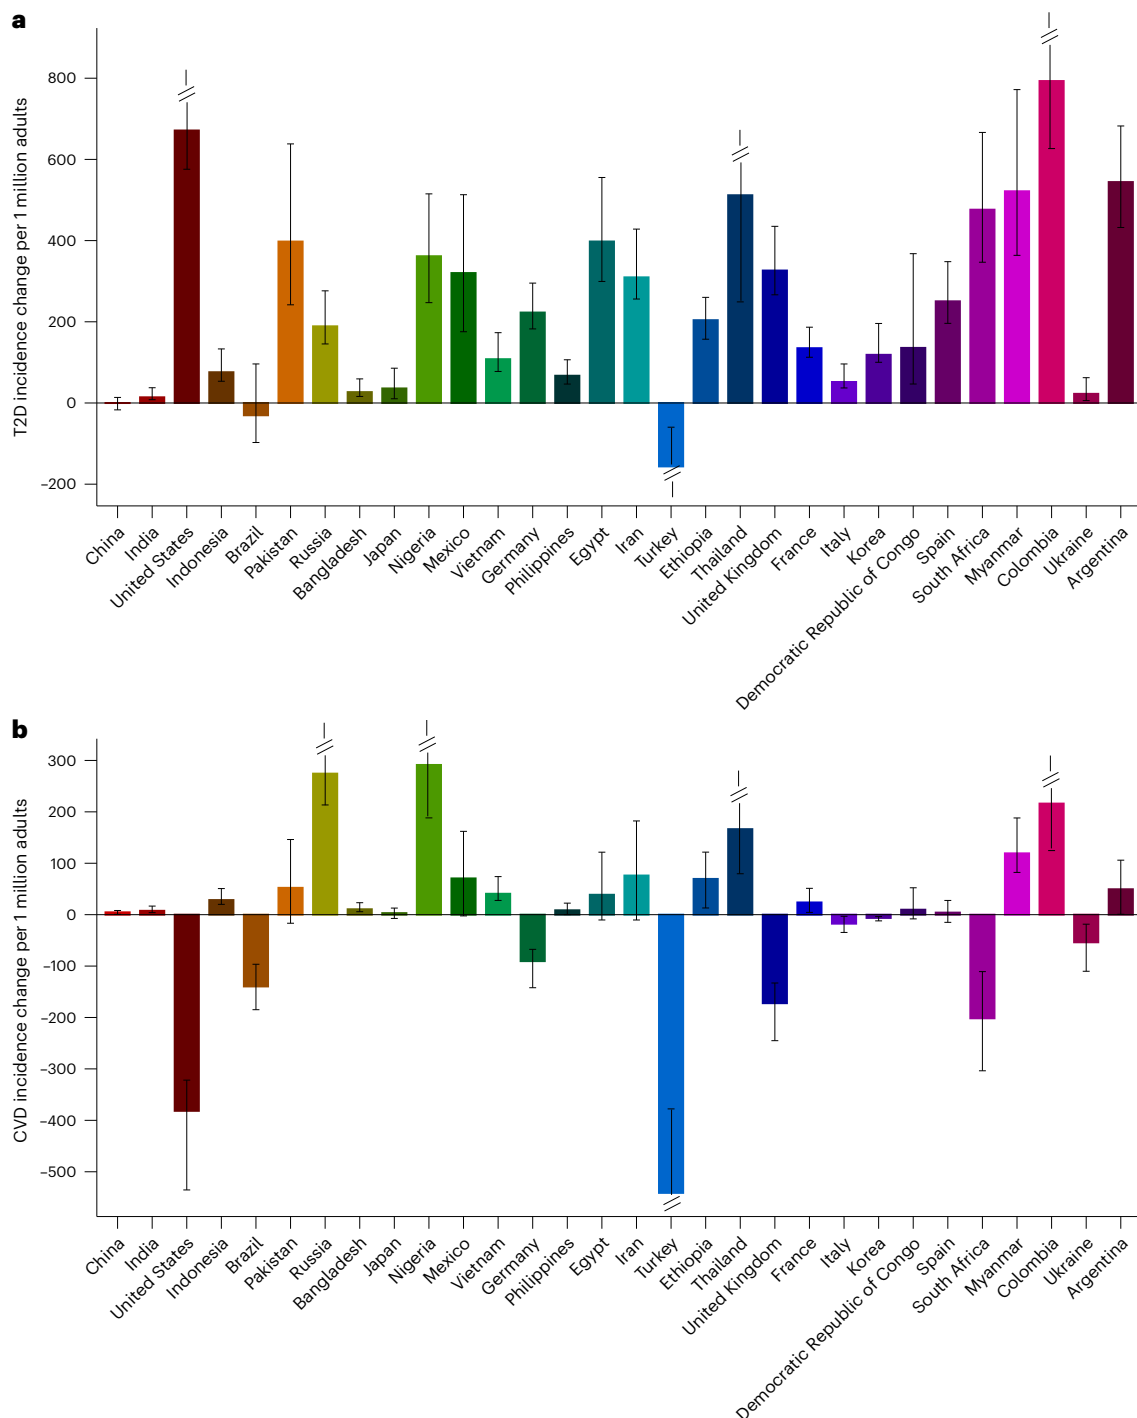 a
T2D incidence change per 1 million adults
800
600
400
200
0
–200
China
India
United States
Indonesia
Brazil
Pakistan
Russia
Bangladesh
Japan
Nigeria
Mexico
Vietnam
Germany
Philippines
Egypt
Iran
Turkey
Ethiopia
Thailand
United Kingdom
France
Italy
Korea
Democratic Republic of Congo
Spain
South Africa
Myanmar
Colombia
Ukraine
Argentina
b
CVD incidence change per 1 million adults
300
200
100
0
–100
–200
–300
–400
–500
China
India
United States
Indonesia
Brazil
Pakistan
Russia
Bangladesh
Japan
Nigeria
Mexico
Vietnam
Germany
Philippines
Egypt
Iran
Turkey
Ethiopia
Thailand
United Kingdom
France
Italy
Korea
Democratic Republic of Congo
Spain
South Africa
Myanmar
Colombia
Ukraine
Argentina